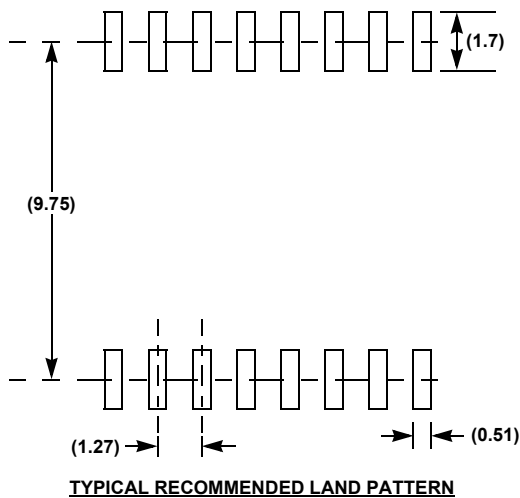 (1.7)
(9.75)
(1.27)
(0.51)
TYPICAL RECOMMENDED LAND PATTERN